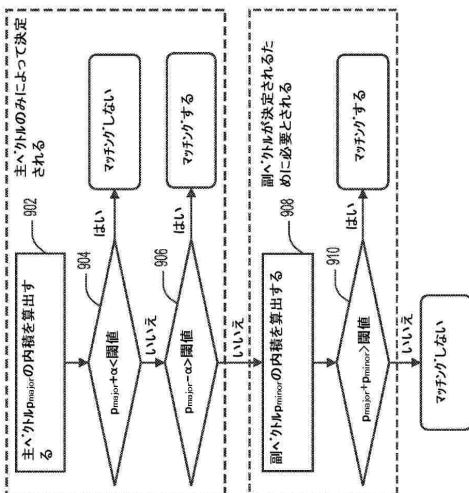 主ベクトルのみによって決定
される
902
主ベクトルpmajorの内積を算出す
る
904
pmajor+α<閾値
はい
マッチングしない
いいえ
906
pmajor-α>閾値
はい
マッチングする
いいえ
副ベクトルが決定されるた
めに必要とされる
908
副ベクトルpminorの内積を算出する
910
pmajor+pminor>閾値
はい
マッチングする
いいえ
マッチングしない